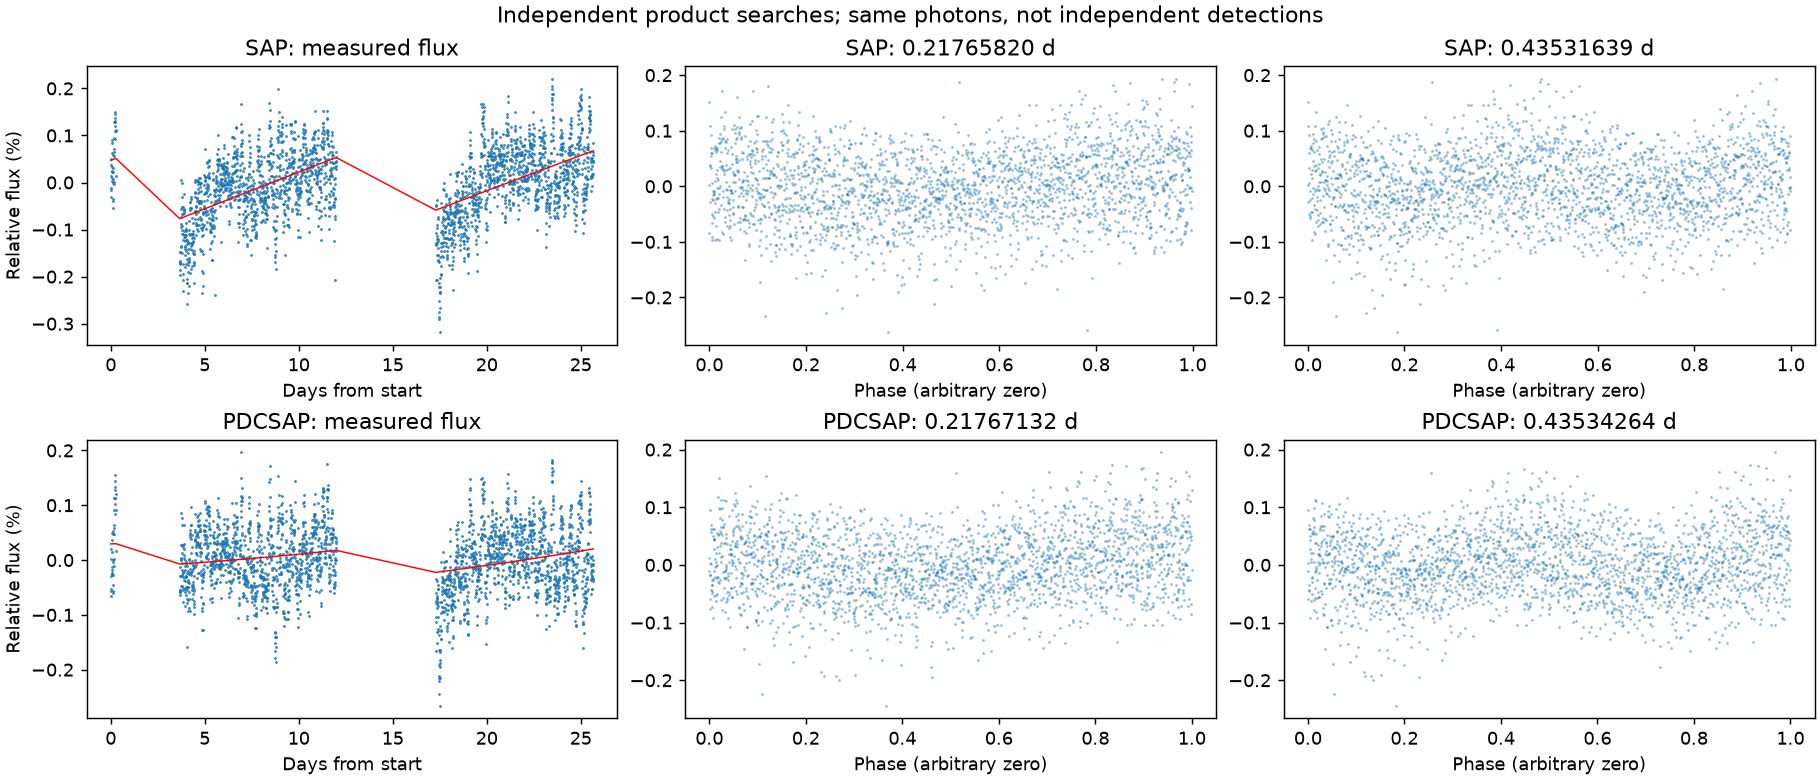 Independent product searches; same photons, not independent detections
SAP: measured flux
SAP: 0.21765820 d
SAP: 0.43531639 d
Relative flux (%)
0.2
0.1
0.0
−0.1
−0.2
−0.3
0.2
0.1
0.0
−0.1
−0.2
0.2
0.1
0.0
−0.1
−0.2
0 5 10 15 20 25
0.0 0.2 0.4 0.6 0.8 1.0
0.0 0.2 0.4 0.6 0.8 1.0
Days from start
Phase (arbitrary zero)
Phase (arbitrary zero)
PDCSAP: measured flux
PDCSAP: 0.21767132 d
PDCSAP: 0.43534264 d
Relative flux (%)
0.2
0.1
0.0
−0.1
−0.2
0.2
0.1
0.0
−0.1
−0.2
0.2
0.1
0.0
−0.1
−0.2
0 5 10 15 20 25
0.0 0.2 0.4 0.6 0.8 1.0
0.0 0.2 0.4 0.6 0.8 1.0
Days from start
Phase (arbitrary zero)
Phase (arbitrary zero)